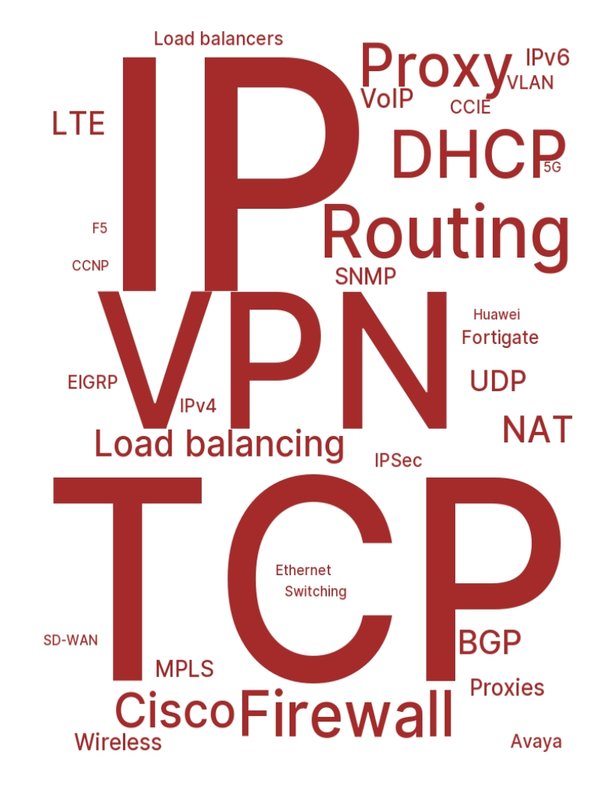 Load balancers
IP
Proxy
IPv6
VLAN
VoIP
CCIE
LTE
DHCP
5G
Routing
F5
CCNP
SNMP
VPN
Huawei
Fortigate
EIGRP
UDP
IPv4
NAT
Load balancing
IPSec
TCP
Ethernet
Switching
SD-WAN
BGP
MPLS
Proxies
Cisco
Firewall
Wireless
Avaya